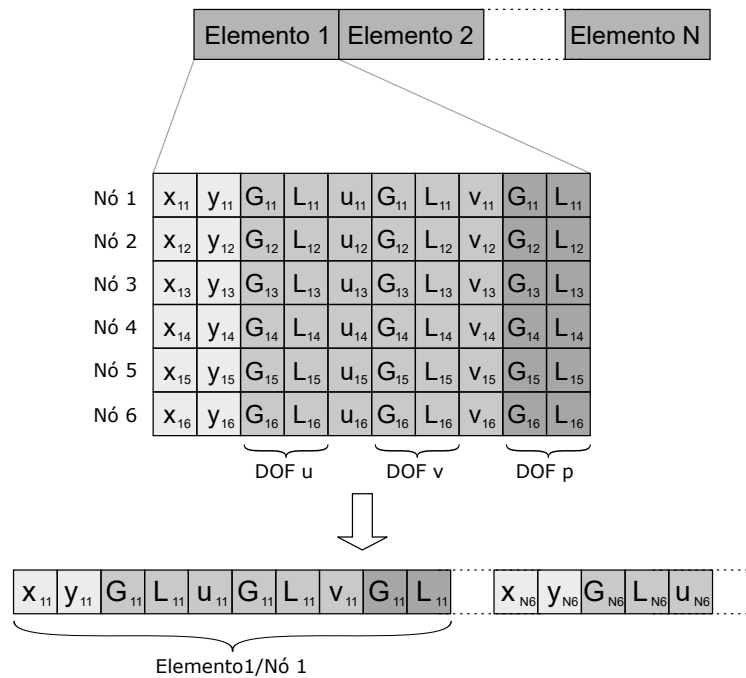 Elemento 1 Elemento 2 Elemento N
Nó 1 x11 y11 G11 L11 u11 G11 L11 v11 G11 L11
Nó 2 x12 y12 G12 L12 u12 G12 L12 v12 G12 L12
Nó 3 x13 y13 G13 L13 u13 G13 L13 v13 G13 L13
Nó 4 x14 y14 G14 L14 u14 G14 L14 v14 G14 L14
Nó 5 x15 y15 G15 L15 u15 G15 L15 v15 G15 L15
Nó 6 x16 y16 G16 L16 u16 G16 L16 v16 G16 L16
DOF u DOF v DOF p
x11 y11 G11 L11 u11 G11 L11 v11 G11 L11 xN6 yN6 GN6 LN6 uN6
Elemento1/Nó 1